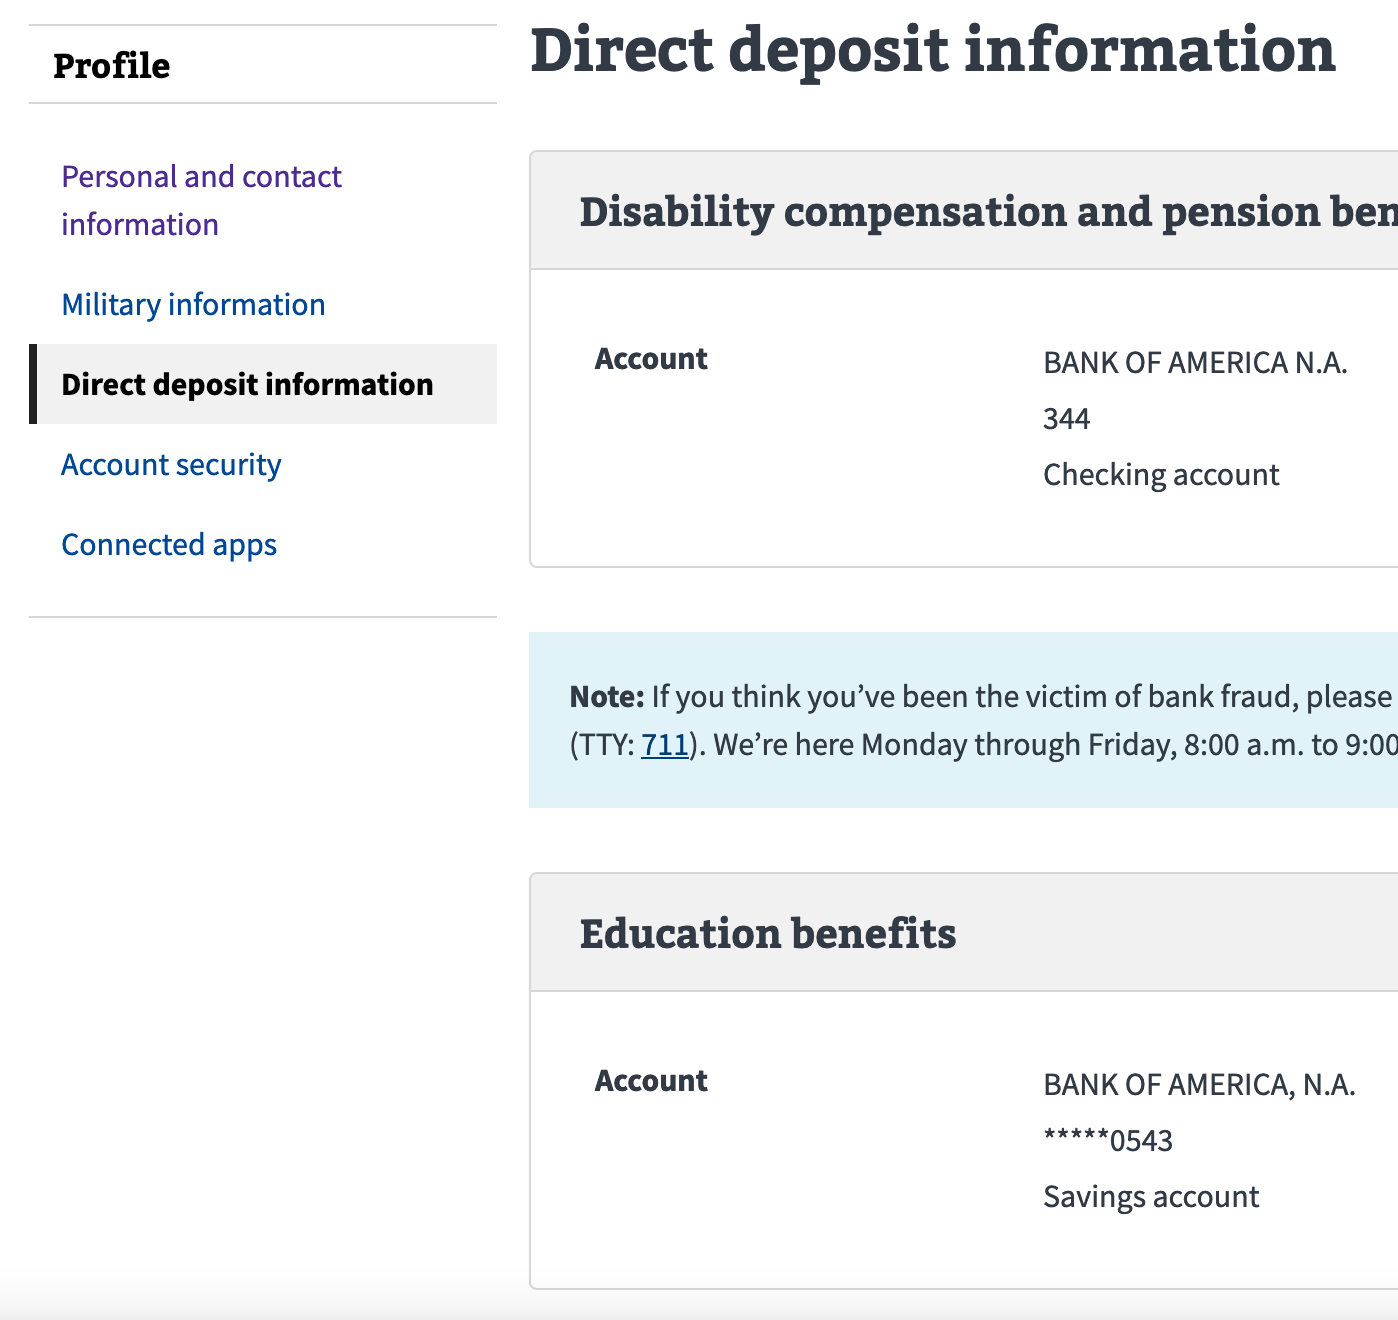 Profile
Personal and contact
information
Military information
Direct deposit information
Account security
Connected apps
Direct deposit information
Disability compensation and pension ben
Account
BANK OF AMERICA N.A.
344
Checking account
Note: If you think you’ve been the victim of bank fraud, please
(TTY: 711). We’re here Monday through Friday, 8:00 a.m. to 9:00
Education benefits
Account
BANK OF AMERICA, N.A.
*****0543
Savings account